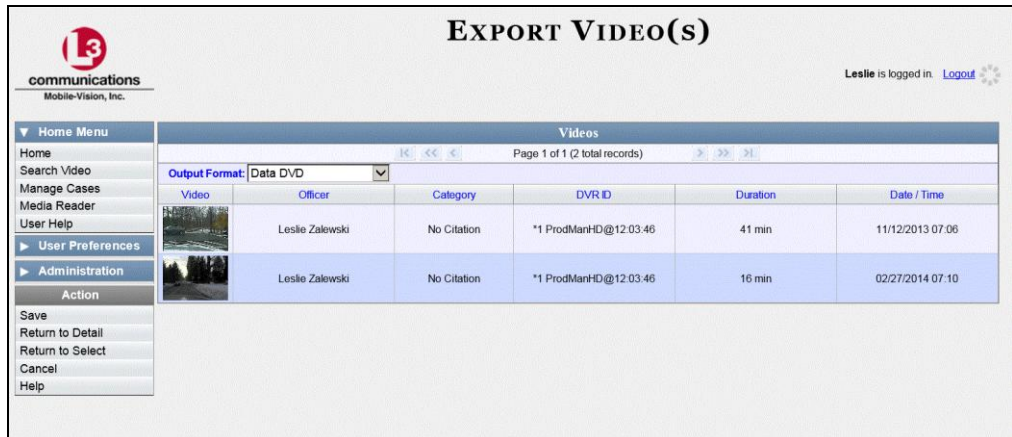 EXPORT VIDEO(S)
L3
communications
Mobile-Vision, Inc.
Leslie is logged in. Logout
Home Menu
Home
Search Video
Manage Cases
Media Reader
User Help
User Preferences
Administration
Action
Save
Return to Detail
Return to Select
Cancel
Help
Videos
Page 1 of 1 (2 total records)
Output Format: Data DVD
Video Officer Category DVR ID Duration Date / Time
Leslie Zalewski No Citation *1 ProdManHD@12:03:46 41 min 11/12/2013 07:06
Leslie Zalewski No Citation *1 ProdManHD@12:03:46 16 min 02/27/2014 07:10